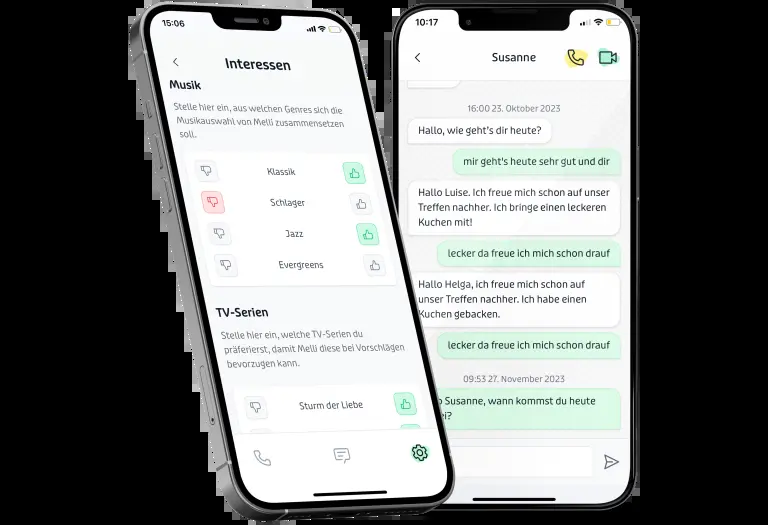 15:06
Interessen
Musik
Stelle hier ein, aus welchen Genres sich die
Musikauswahl von Melli zusammensetzen
soll.
Klassik
Schlager
Jazz
Evergreens
TV-Serien
Stelle hier ein, welche TV-Serien du
präferierst, damit Melli diese bei Vorschlägen
bevorzugen kann.
Sturm der Liebe
10:17
Susanne
16:00 23. Oktober 2023
Hallo, wie geht's dir heute?
mir geht's heute sehr gut und dir
Hallo Luise. Ich freue mich schon auf unser
Treffen nachher. Ich bringe einen leckeren
Kuchen mit!
lecker da freue ich mich schon drauf
Hallo Helga, ich freue mich schon auf
unser Treffen nachher. Ich habe einen
Kuchen gebacken.
lecker da freue ich mich schon drauf
09:53 27. November 2023
Susanne, wann kommst du heute